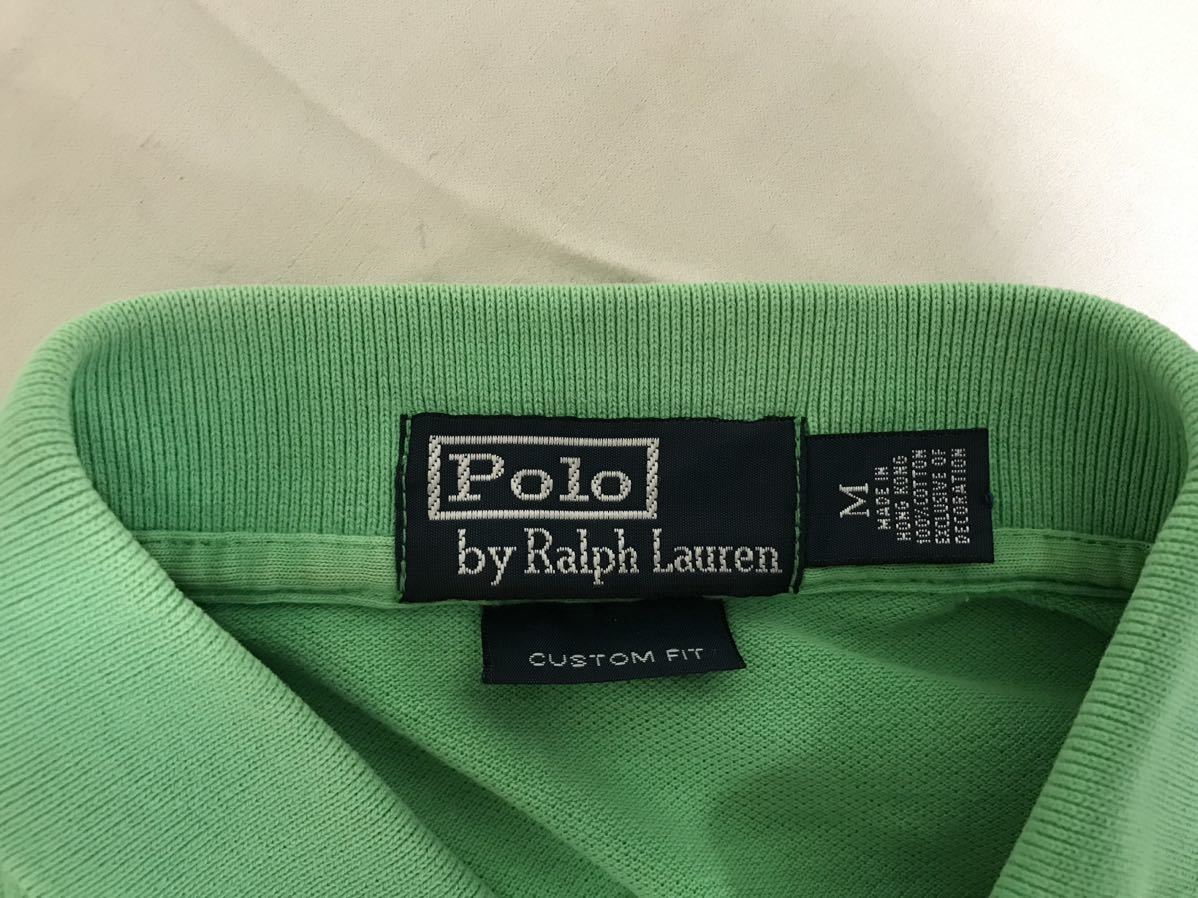 Polo
by Ralph Lauren
M
MADE IN
HONG KONG
100%COTTON
EXCLUSIVE OF
DECORATION
CUSTOM FIT